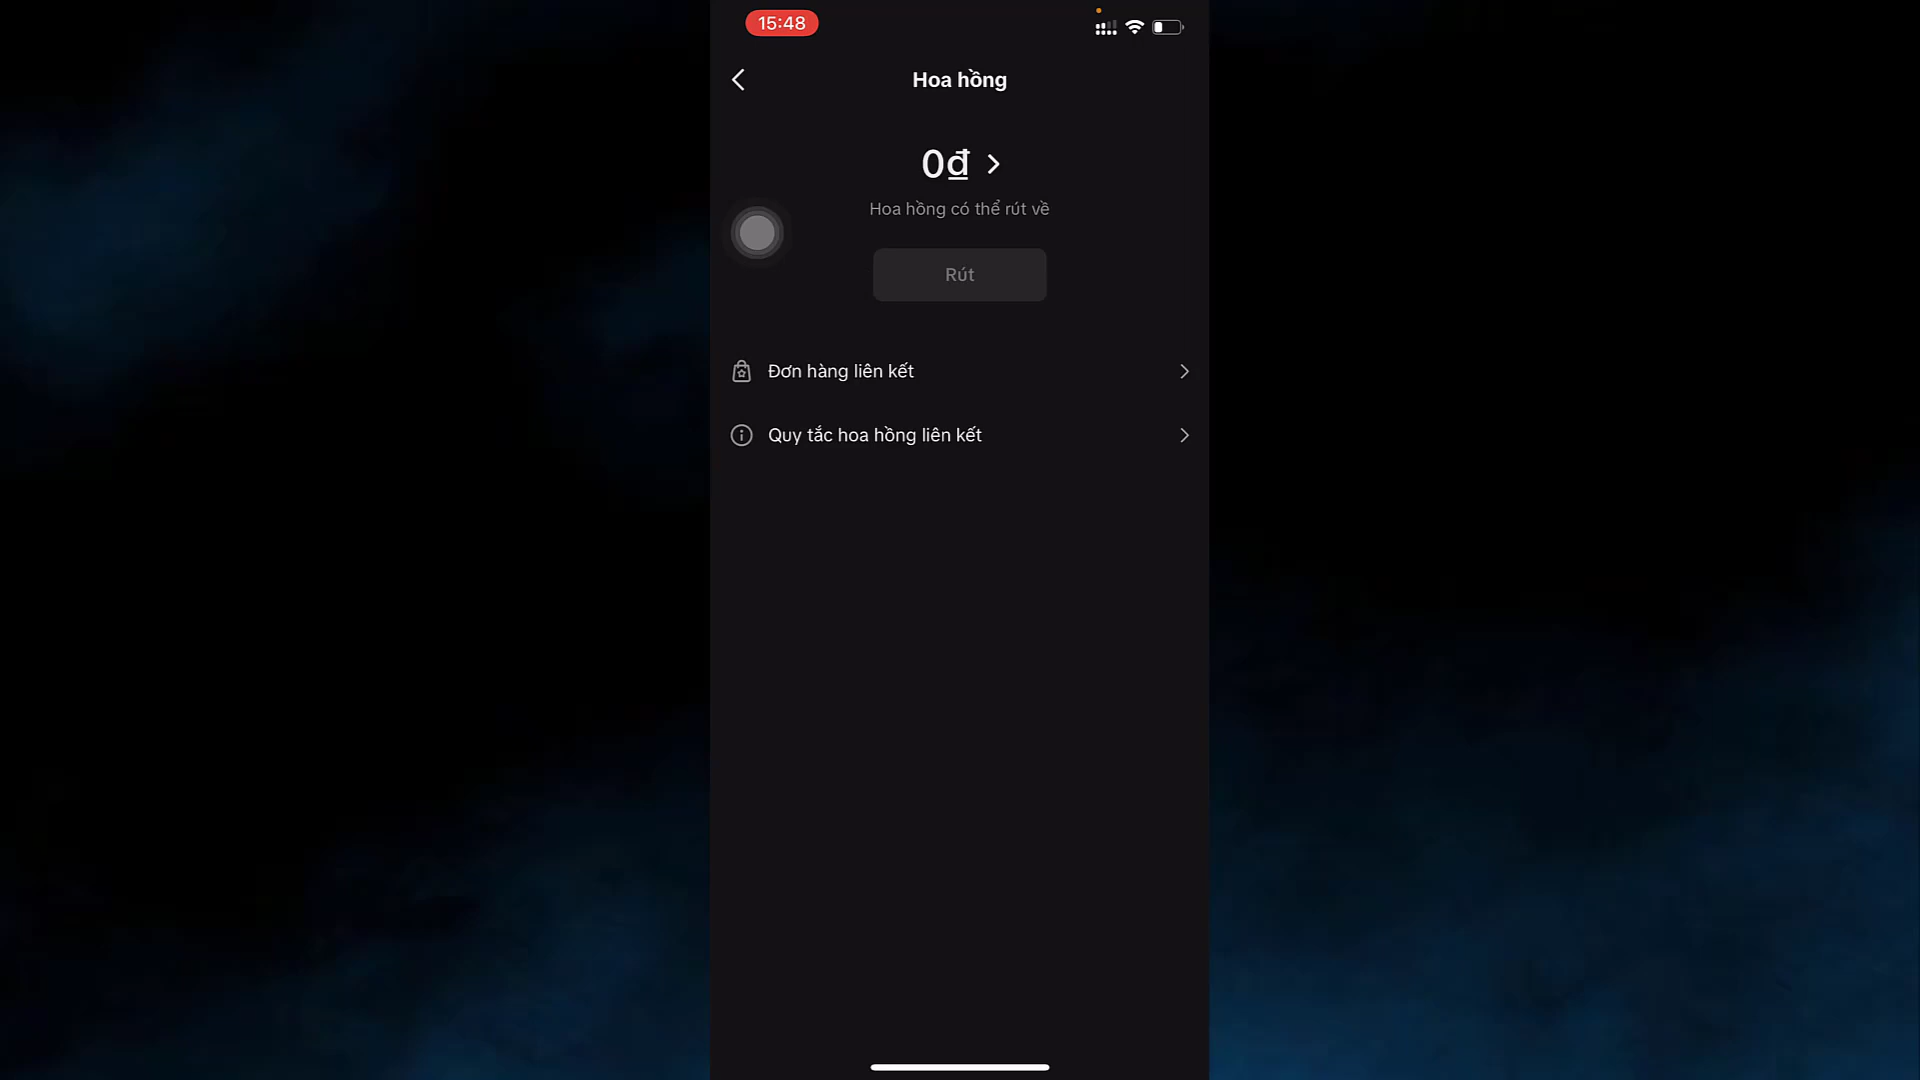 15:48
Hoa hồng
0₫
Hoa hồng có thể rút về
Rút
Đơn hàng liên kết
Quy tắc hoa hồng liên kết